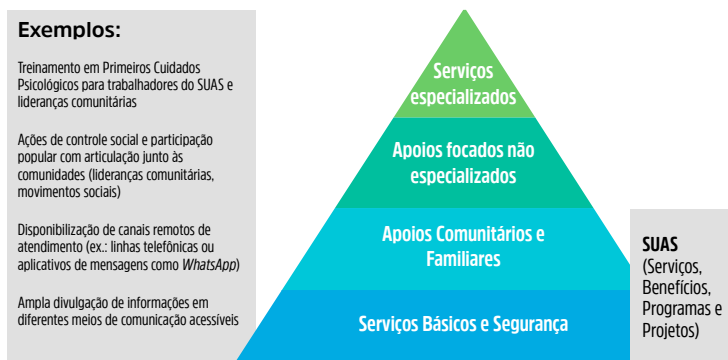 Exemplos:
Treinamento em Primeiros Cuidados
Psicológicos para trabalhadores do SUAS e
lideranças comunitárias
Ações de controle social e participação
popular com articulação junto às
comunidades (lideranças comunitárias,
movimentos sociais)
Disponibilização de canais remotos de
atendimento (ex.: linhas telefônicas ou
aplicativos de mensagens como WhatsApp)
Ampla divulgação de informações em
diferentes meios de comunicação acessíveis
Serviços
especializados
Apoios focados não
especializados
Apoios Comunitários e
Familiares
Serviços Básicos e Segurança
SUAS
(Serviços,
Benefícios,
Programas e
Projetos)